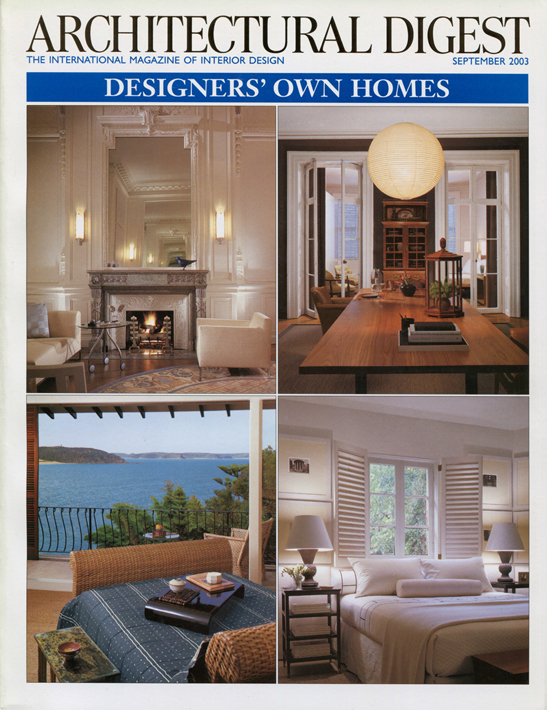 ARCHITECTURAL DIGEST
THE INTERNATIONAL MAGAZINE OF INTERIOR DESIGN SEPTEMBER 2003
DESIGNERS' OWN HOMES